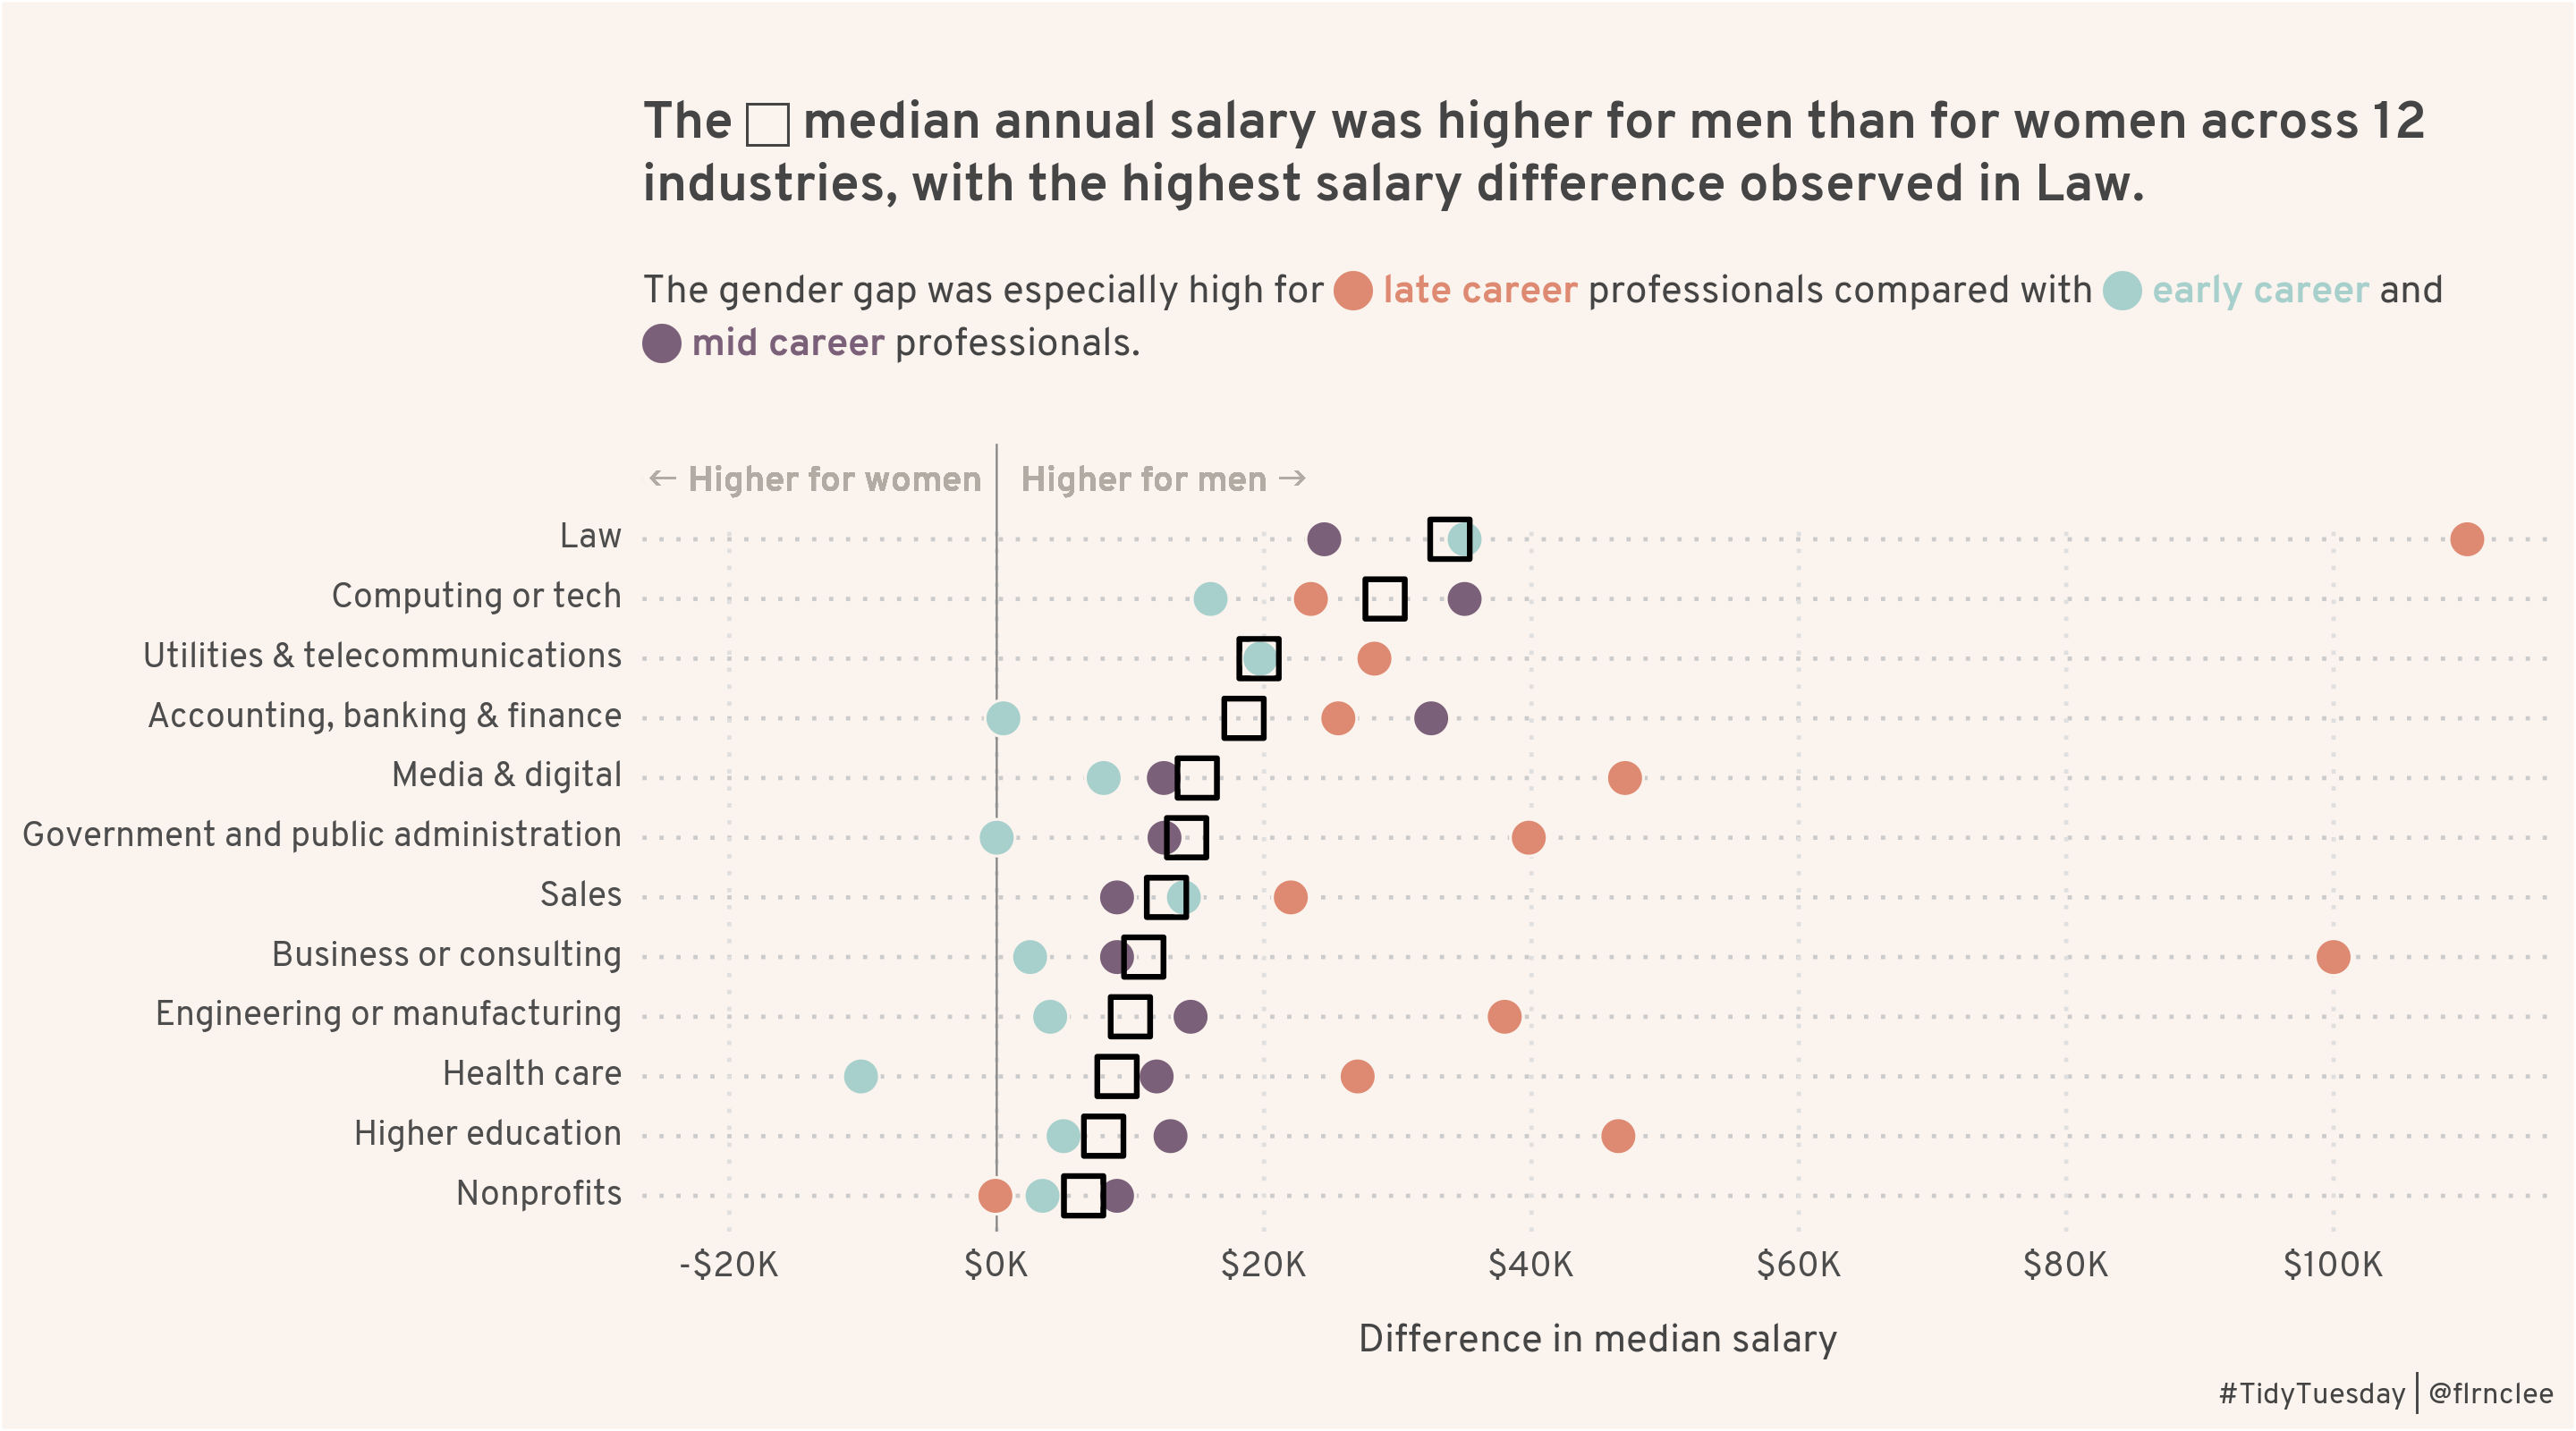 The □ median annual salary was higher for men than for women across 12
industries, with the highest salary difference observed in Law.
The gender gap was especially high for late career professionals compared with early career and
mid career professionals.
← Higher for women Higher for men →
Law
Computing or tech
Utilities & telecommunications
Accounting, banking & finance
Media & digital
Government and public administration
Sales
Business or consulting
Engineering or manufacturing
Health care
Higher education
Nonprofits
-$20K $0K $20K $40K $60K $80K $100K
Difference in median salary
#TidyTuesday | @flrnclee